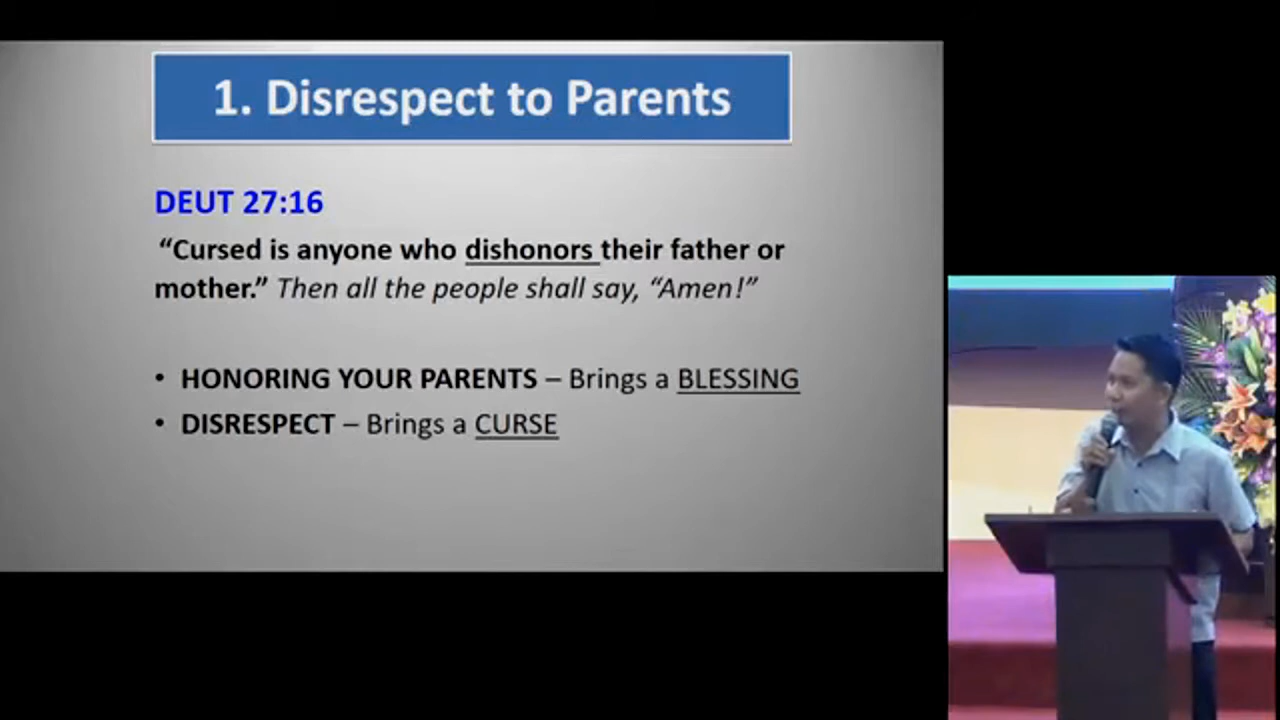 1. Disrespect to Parents
DEUT 27:16
“Cursed is anyone who dishonors their father or
mother.” Then all the people shall say, “Amen!”
• HONORING YOUR PARENTS – Brings a BLESSING
• DISRESPECT – Brings a CURSE